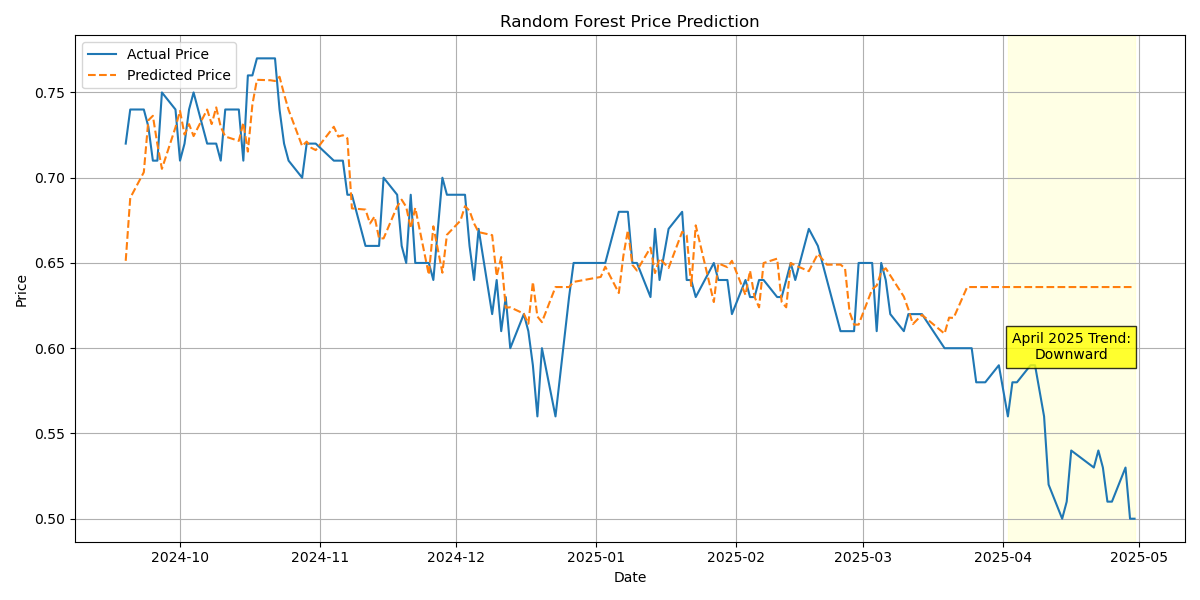 Random Forest Price Prediction
Actual Price
Predicted Price
0.75
0.70
0.65
0.60
0.55
0.50
Price
April 2025 Trend:
Downward
2024-10
2024-11
2024-12
2025-01
2025-02
2025-03
2025-04
2025-05
Date